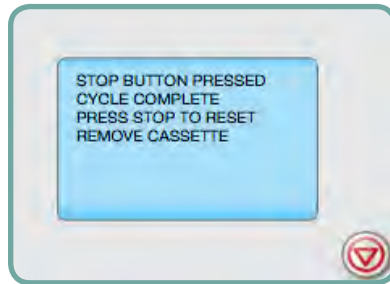 STOP BUTTON PRESSED
CYCLE COMPLETE
PRESS STOP TO RESET
REMOVE CASSETTE